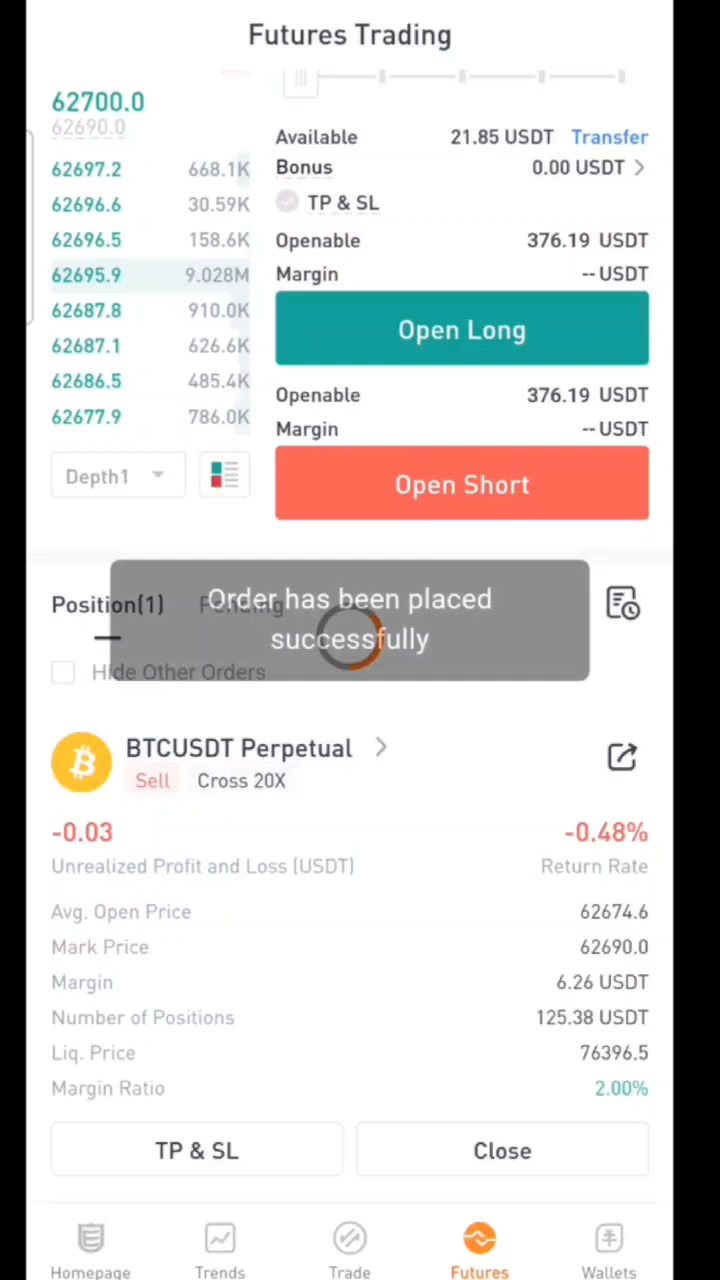 Futures Trading
62700.0
62690.0
62697.2 668.1K
62696.6 30.59K
62696.5 158.6K
62695.9 9.028M
62687.8 910.0K
62687.1 626.6K
62686.5 485.4K
62677.9 786.0K
Depth1
Available 21.85 USDT Transfer
Bonus 0.00 USDT
TP & SL
Openable 376.19 USDT
Margin -- USDT
Open Long
Openable 376.19 USDT
Margin -- USDT
Open Short
Position(1) Pending
Order has been placed
successfully
Hide Other Orders
BTCUSDT Perpetual
Sell Cross 20X
-0.03 -0.48%
Unrealized Profit and Loss (USDT) Return Rate
Avg. Open Price 62674.6
Mark Price 62690.0
Margin 6.26 USDT
Number of Positions 125.38 USDT
Liq. Price 76396.5
Margin Ratio 2.00%
TP & SL Close
Homepage Trends Trade Futures Wallets